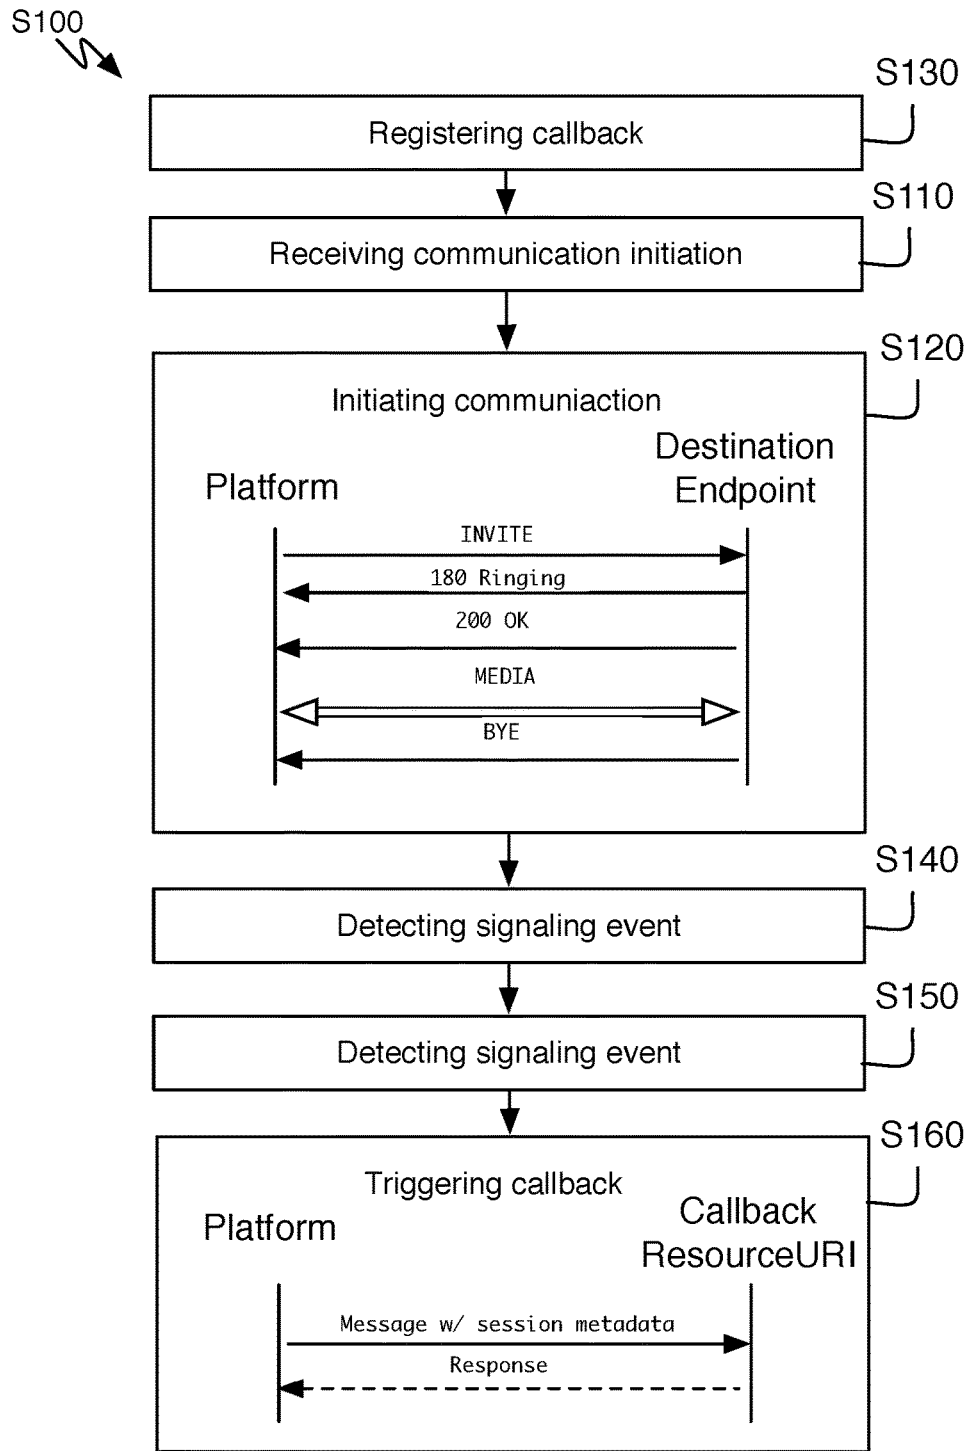 S100
S130
Registering callback
S110
Receiving communication initiation
S120
Initiating communiaction
Destination
Endpoint
Platform
INVITE
180 Ringing
200 OK
MEDIA
BYE
S140
Detecting signaling event
S150
Detecting signaling event
S160
Triggering callback
Platform
Callback
ResourceURI
Message w/ session metadata
Response